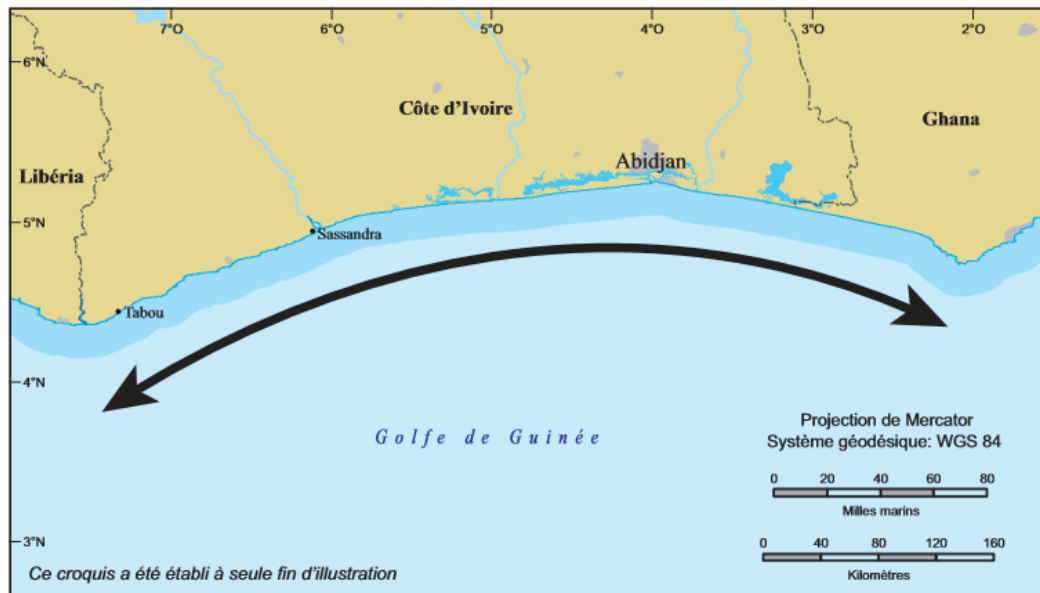 7°O
6°O
5°O
4°O
3°O
2°O
6°N
Côte d'Ivoire
Ghana
Abidjan
Libéria
5°N
Sassandra
Tabou
4°N
Golfe de Guinée
Projection de Mercator
Système géodésique: WGS 84
0 20 40 60 80
Milles marins
3°N
0 40 80 120 160
Kilomètres
Ce croquis a été établi à seule fin d'illustration